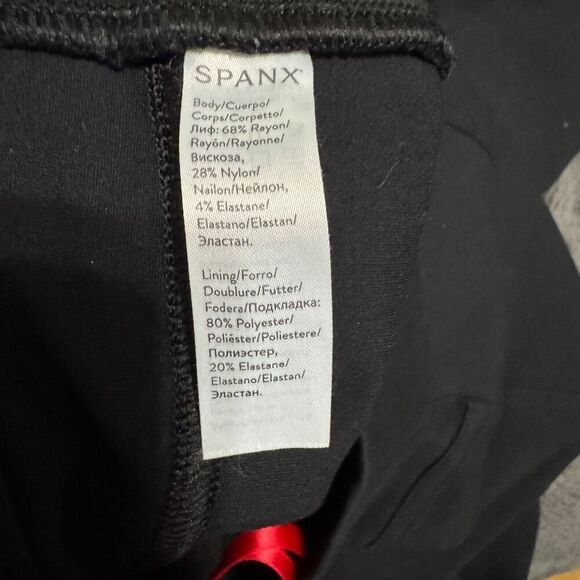 SPANX
Body/Cuerpo/
Corps/Corpetto/
Лиф: 68% Rayon/
Rayón/Rayonne/
Вискоза,
28% Nylon/
Nailon/Нейлон,
4% Elastane/
Elastano/Elastan/
Эластан.
Lining/Forro/
Doublure/Futter/
Fodera/Подкладка:
80% Polyester/
Poliéster/Poliestere/
Полиэстер,
20% Elastane/
Elastano/Elastan/
Эластан.